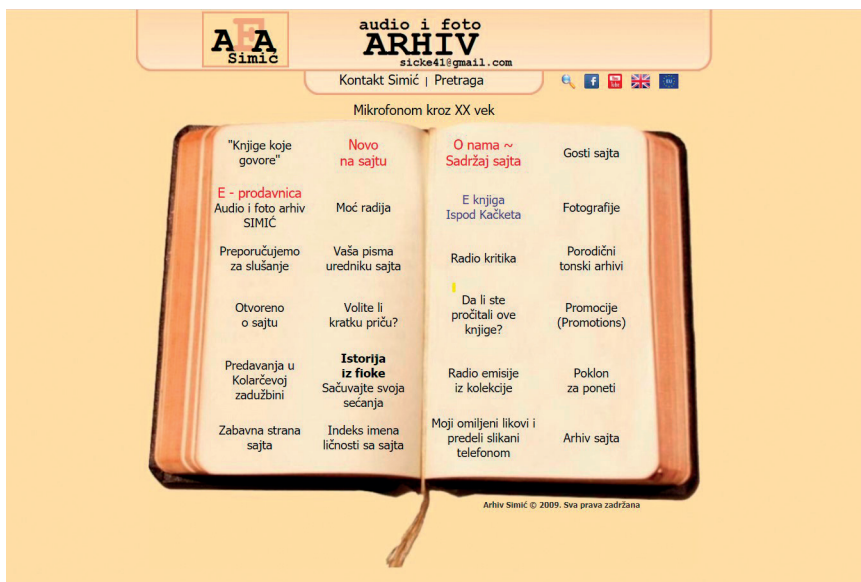 AFA
Simić
audio i foto
ARHIV
sicke41@gmail.com
Kontakt Simić | Pretraga
Mikrofonom kroz XX vek
"Knjige koje
govore"
Novo
na sajtu
O nama ~
Sadržaj sajta
Gosti sajta
E - prodavnica
Audio i foto arhiv
SIMIĆ
Moć radija
E knjiga
Ispod Kačketa
Fotografije
Preporučujemo
za slušanje
Vaša pisma
uredniku sajta
Radio kritika
Porodični
tonski arhivi
Otvoreno
o sajtu
Volite li
kratku priču?
Da li ste
pročitali ove
knjige?
Promocije
(Promotions)
Predavanja u
Kolarčevoj
zadužbini
Istorija
iz fioke
Sačuvajte svoja
sećanja
Radio emisije
iz kolekcije
Poklon
za poneti
Zabavna strana
sajta
Indeks imena
ličnosti sa sajta
Moji omiljeni likovi i
predeli slikani
telefonom
Arhiv sajta
Arhiv Simić © 2009. Sva prava zadržana